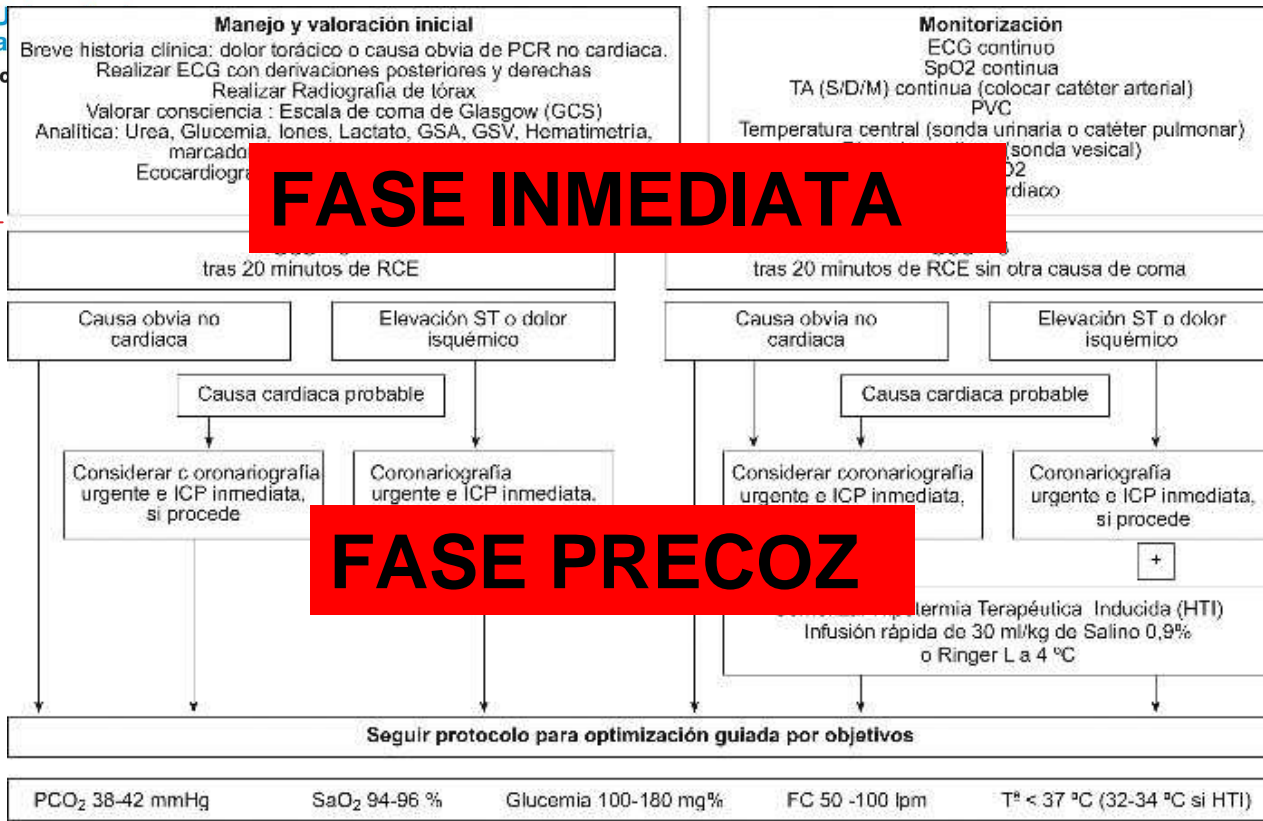 Manejo y valoración inicial
Breve historia clínica: dolor torácico o causa obvia de PCR no cardiaca.
Realizar ECG con derivaciones posteriores y derechas
Realizar Radiografía de tórax
Valorar consciencia : Escala de coma de Glasgow (GCS)
Analítica: Urea, Glucemia, Iones, Lactato, GSA, GSV, Hematimetría,
Monitorización
ECG continuo
SpO2 continua
TA (S/D/M) continua (colocar catéter arterial)
PVC
Temperatura central (sonda urinaria o catéter pulmonar)
(sonda vesical)
FASE INMEDIATA
tras 20 minutos de RCE
tras 20 minutos de RCE sin otra causa de coma
Causa obvia no
cardiaca
Elevación ST o dolor
isquémico
Causa obvia no
cardiaca
Elevación ST o dolor
isquémico
Causa cardiaca probable
Causa cardiaca probable
Considerar c oronariografía
urgente e ICP inmediata,
si procede
Coronariografía
urgente e ICP inmediata,
Considerar coronariografía
urgente e ICP inmediata,
Coronariografía
urgente e ICP inmediata,
si procede
FASE PRECOZ
+
Terapéutica Inducida (HTI)
Infusión rápida de 30 ml/kg de Salino 0,9%
o Ringer L a 4 ºC
Seguir protocolo para optimización guiada por objetivos
PCO2 38-42 mmHg SaO2 94-96 % Glucemia 100-180 mg% FC 50 -100 lpm Tª < 37 ºC (32-34 ºC si HTI)